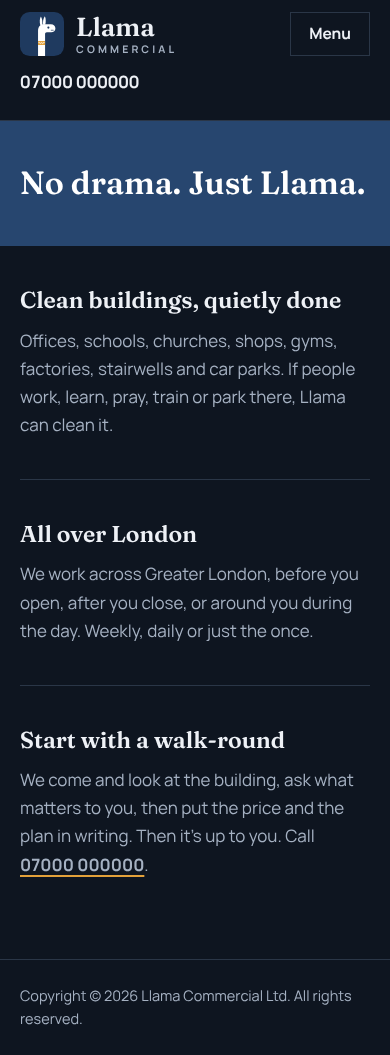 Llama
COMMERCIAL
Menu
07000 000000
No drama. Just Llama.
Clean buildings, quietly done
Offices, schools, churches, shops, gyms,
factories, stairwells and car parks. If people
work, learn, pray, train or park there, Llama
can clean it.
All over London
We work across Greater London, before you
open, after you close, or around you during
the day. Weekly, daily or just the once.
Start with a walk-round
We come and look at the building, ask what
matters to you, then put the price and the
plan in writing. Then it's up to you. Call
07000 000000.
Copyright © 2026 Llama Commercial Ltd. All rights
reserved.